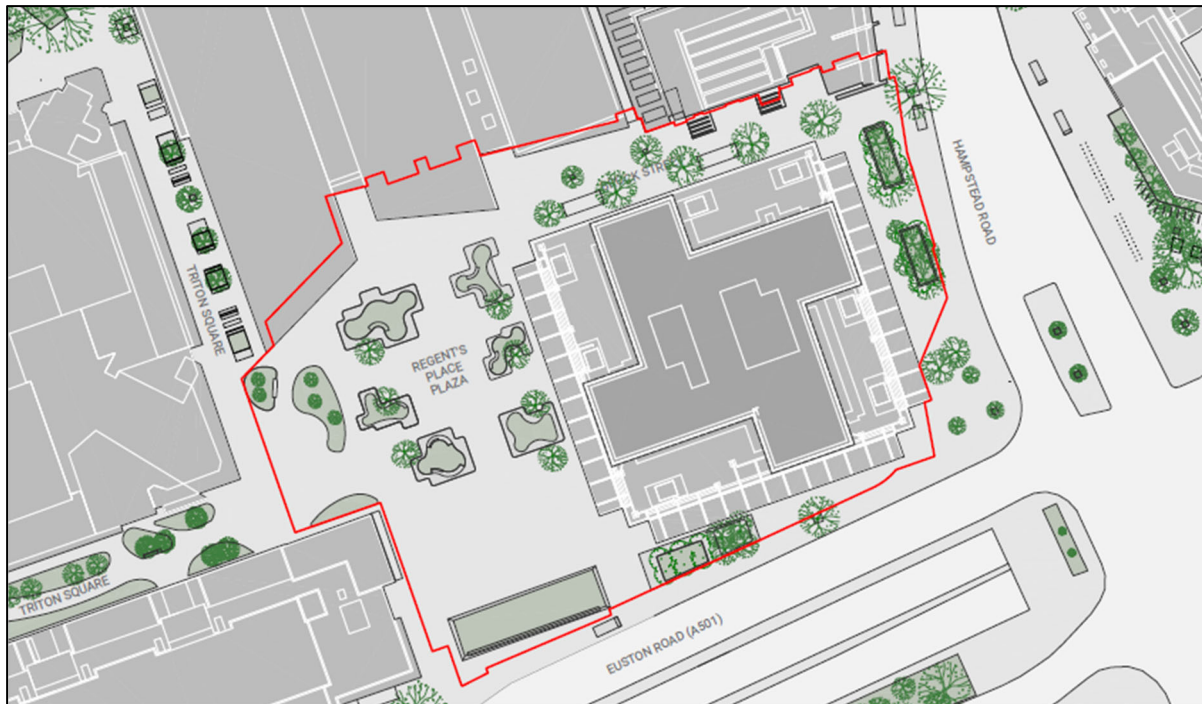 HAMPSTEAD ROAD
TRITON SQUARE
REGENT'S
PLACE
PLAZA
TRITON SQUARE
EUSTON ROAD (A501)